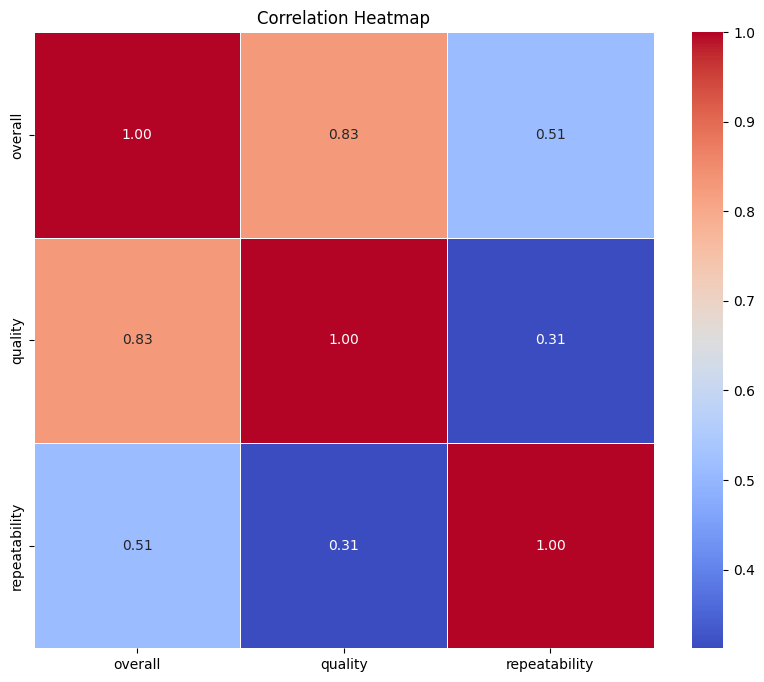 Correlation Heatmap
overall
1.00
0.83
0.51
quality
0.83
1.00
0.31
repeatability
0.51
0.31
1.00
overall
quality
repeatability
1.0
0.9
0.8
0.7
0.6
0.5
0.4